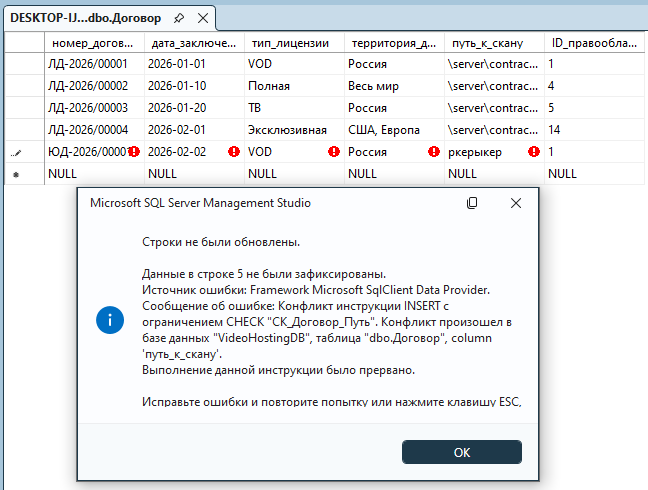 DESKTOP-IJ...dbo.Договор
номер_догов... дата_заключе... тип_лицензии территория_д... путь_к_скану ID_правообла...
ЛД-2026/00001 2026-01-01 VOD Россия \server\contrac... 1
ЛД-2026/00002 2026-01-10 Полная Весь мир \server\contrac... 4
ЛД-2026/00003 2026-01-20 ТВ Россия \server\contrac... 5
ЛД-2026/00004 2026-02-01 Эксклюзивная США, Европа \server\contrac... 14
ЮД-2026/0000 2026-02-02 VOD Россия ркерыкер 1
NULL NULL NULL NULL NULL NULL
Microsoft SQL Server Management Studio
Строки не были обновлены.
Данные в строке 5 не были зафиксированы.
Источник ошибки: Framework Microsoft SqlClient Data Provider.
Сообщение об ошибке: Конфликт инструкции INSERT с
ограничением CHECK "СК_Договор_Путь". Конфликт произошел в
базе данных "VideoHostingDB", таблица "dbo.Договор", column
'путь_к_скану'.
Выполнение данной инструкции было прервано.
Исправьте ошибки и повторите попытку или нажмите клавишу ESC,
OK